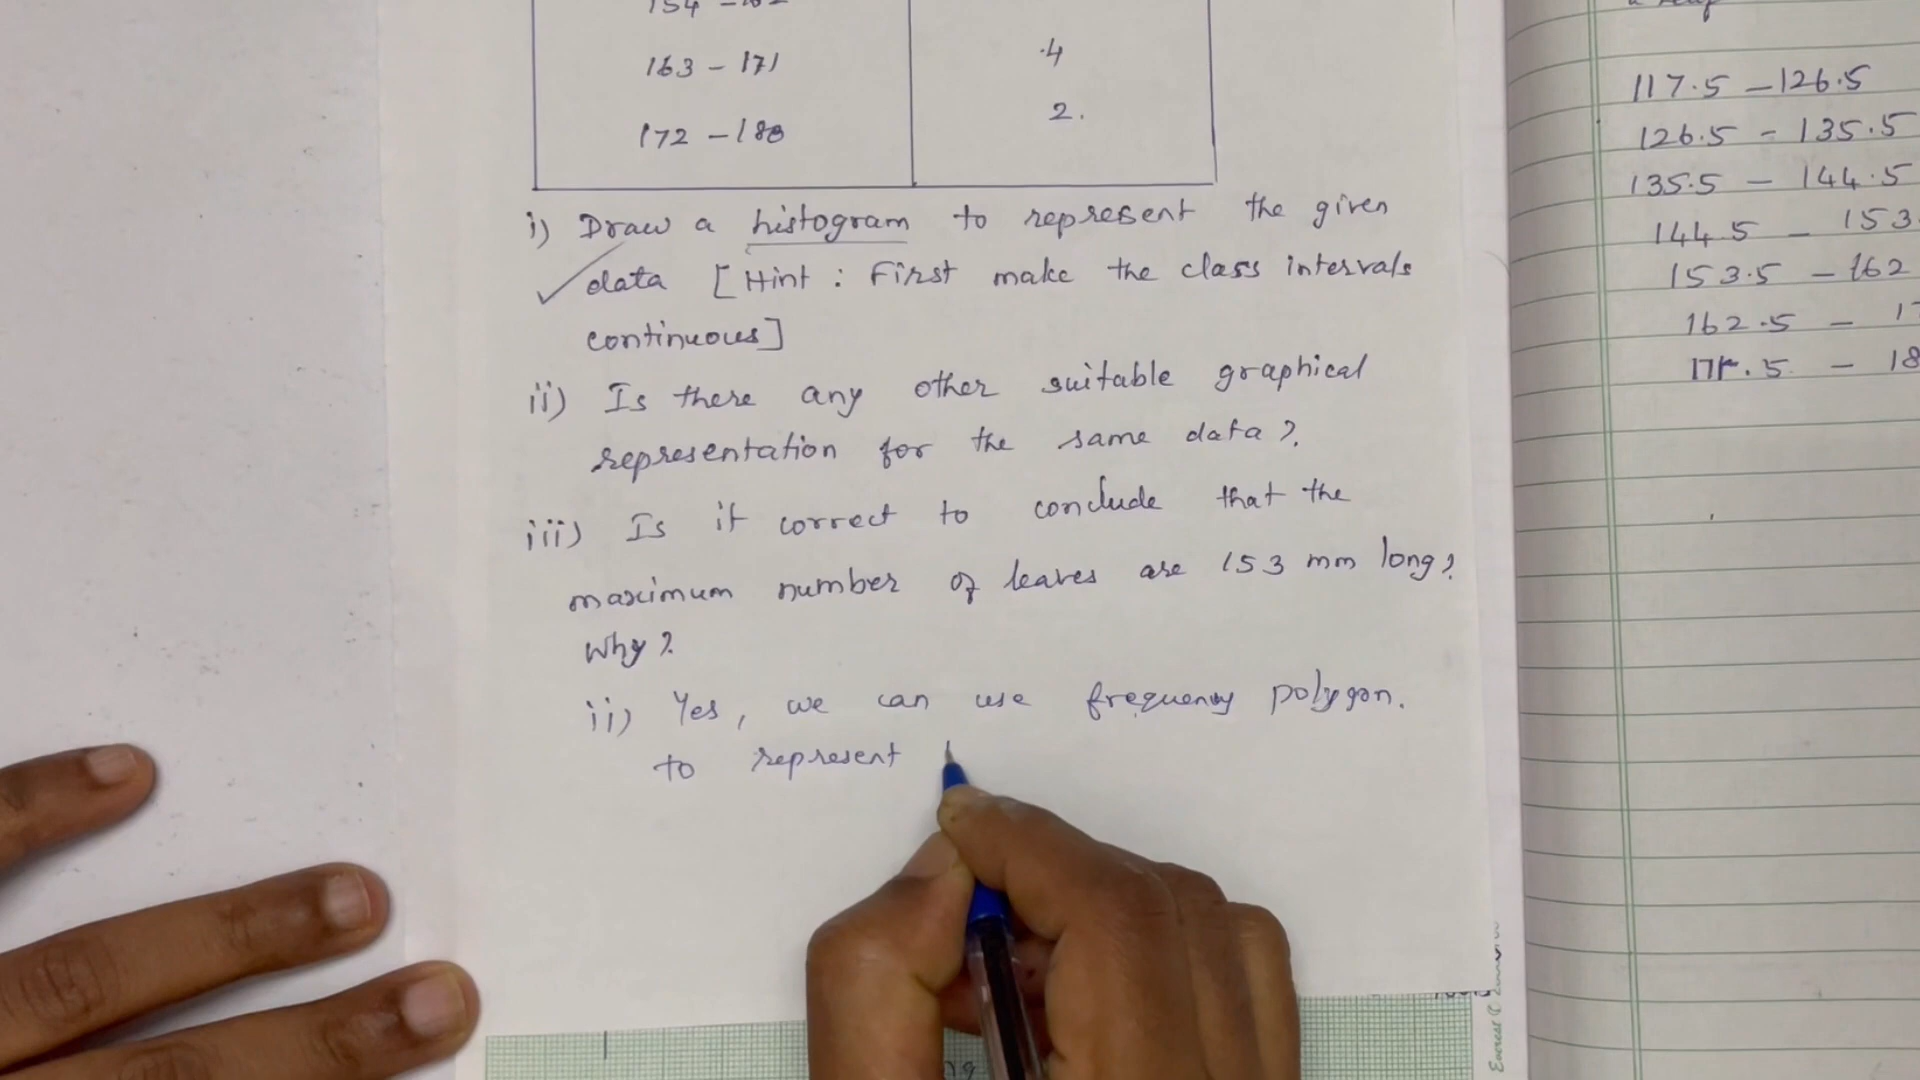 154 -162
163 - 171
4
172 - 180
2.
i) Draw a histogram to represent the given
data [Hint : First make the class intervals
continuous]
ii) Is there any other suitable graphical
representation for the same data?
iii) Is it correct to conclude that the
maximum number of leaves are 153 mm long?
Why?
ii) Yes, we can use frequency polygon.
to represent
117.5 - 126.5
126.5 - 135.5
135.5 - 144.5
144.5 - 153.
153.5 - 162
162.5 - 17
171.5 - 18